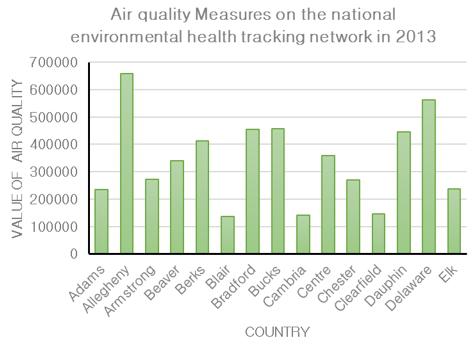 Air quality Measures on the national
environmental health tracking network in 2013
VALUE OF AIR QUALITY
700000
600000
500000
400000
300000
200000
100000
0
Adams
Allegheny
Armstrong
Beaver
Berks
Blair
Bradford
Bucks
Cambria
Centre
Chester
Clearfield
Dauphin
Delaware
Elk
COUNTRY